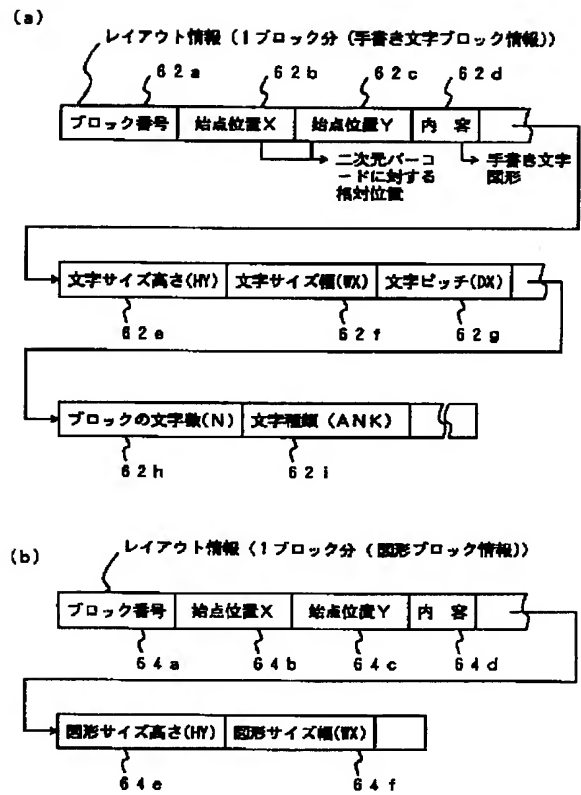 (a)
レイアウト情報(1ブロック分(手書き文字ブロック情報))
62a 62b 62c 62d
ブロック番号 始点位置X 始点位置Y 内 容
二次元バーコードに対する相対位置
手書き文字図形
文字サイズ高さ(HY) 文字サイズ幅(WX) 文字ピッチ(DX)
62e 62f 62g
ブロックの文字数(N) 文字種類(ANK)
62h 62i
(b)
レイアウト情報(1ブロック分(図形ブロック情報))
ブロック番号 始点位置X 始点位置Y 内 容
64a 64b 64c 64d
図形サイズ高さ(HY) 図形サイズ幅(WX)
64e 64f